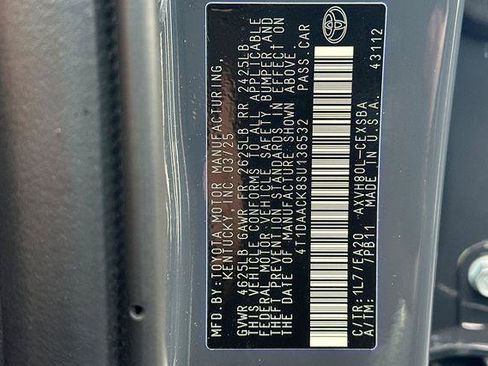 MFD.BY:TOYOTA MOTOR MANUFACTURING,
KENTUCKY, INC.03/25
GVWR 4625LB GAWR FR 2625LB RR 2425LB
THIS VEHICLE CONFORMS TO ALL APPLICABLE
FEDERAL MOTOR VEHICLE SAFETY, BUMPER AND
THEFT PREVENTION STANDARDS IN EFFECT ON
THE DATE OF MANUFACTURE SHOWN ABOVE.
4T1DAACK8SU136532 PASS.CAR
C/TR:1L7/EA20 AXVH80L-CEXSBA
A/TM: /PB11 MADE IN U.S.A. 43112